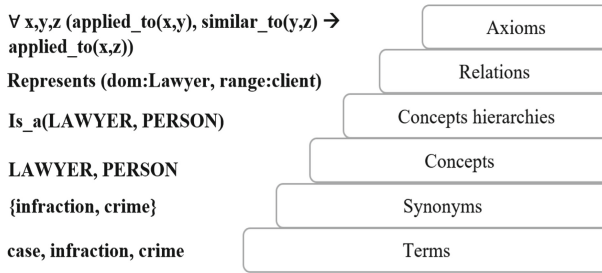 ∀ x,y,z (applied_to(x,y), similar_to(y,z) →
applied_to(x,z))
Axioms
Represents (dom:Lawyer, range:client)
Relations
Is_a(LAWYER, PERSON)
Concepts hierarchies
LAWYER, PERSON
Concepts
{infraction, crime}
Synonyms
case, infraction, crime
Terms